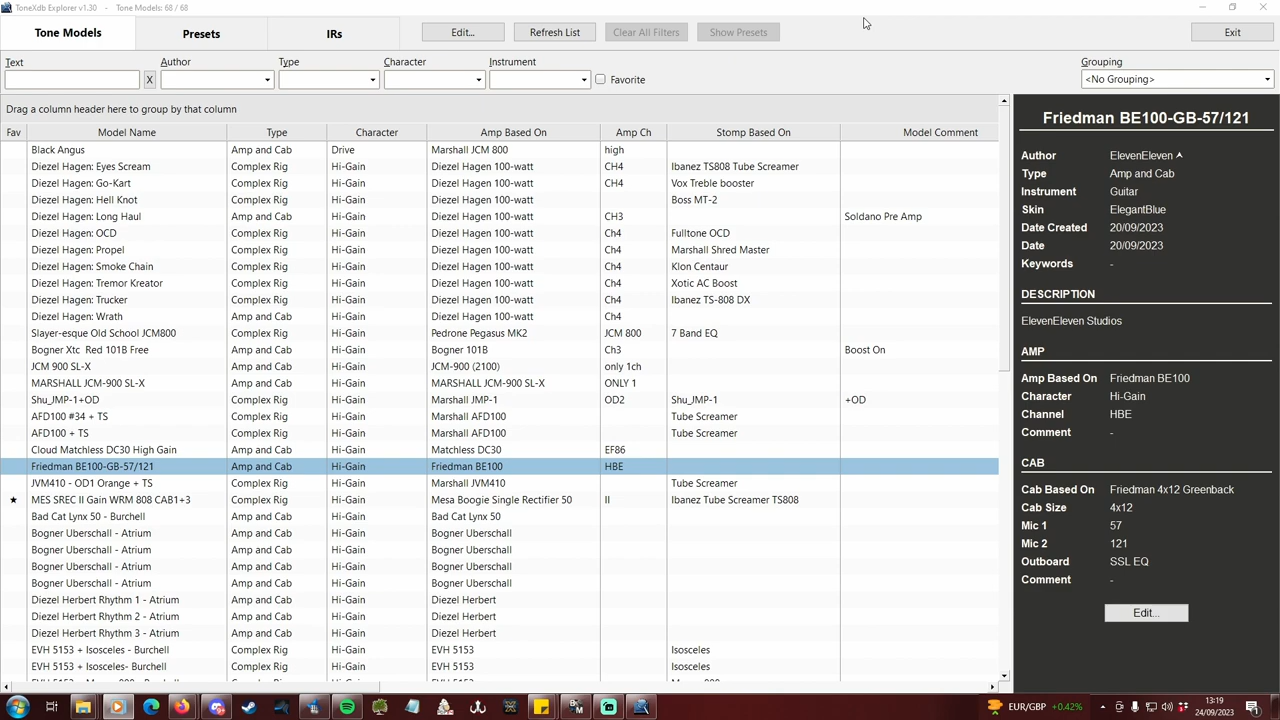 ToneXdb Explorer v1.30 - Tone Models: 68 / 68
Tone Models Presets IRs Edit... Refresh List Clear All Filters Show Presets Exit
Text Author Type Character Instrument Grouping
X Favorite <No Grouping>
Drag a column header here to group by that column
Fav Model Name Type Character Amp Based On Amp Ch Stomp Based On Model Comment
Black Angus Amp and Cab Drive Marshall JCM 800 high
Diezel Hagen: Eyes Scream Complex Rig Hi-Gain Diezel Hagen 100-watt CH4 Ibanez TS808 Tube Screamer
Diezel Hagen: Go-Kart Complex Rig Hi-Gain Diezel Hagen 100-watt CH4 Vox Treble booster
Diezel Hagen: Hell Knot Complex Rig Hi-Gain Diezel Hagen 100-watt Boss MT-2
Diezel Hagen: Long Haul Amp and Cab Hi-Gain Diezel Hagen 100-watt CH3 Soldano Pre Amp
Diezel Hagen: OCD Complex Rig Hi-Gain Diezel Hagen 100-watt Ch4 Fulltone OCD
Diezel Hagen: Propel Complex Rig Hi-Gain Diezel Hagen 100-watt Ch4 Marshall Shred Master
Diezel Hagen: Smoke Chain Complex Rig Hi-Gain Diezel Hagen 100-watt Ch4 Klon Centaur
Diezel Hagen: Tremor Kreator Complex Rig Hi-Gain Diezel Hagen 100-watt Ch4 Xotic AC Boost
Diezel Hagen: Trucker Complex Rig Hi-Gain Diezel Hagen 100-watt Ch4 Ibanez TS-808 DX
Diezel Hagen: Wrath Amp and Cab Hi-Gain Diezel Hagen 100-watt Ch4
Slayer-esque Old School JCM800 Complex Rig Hi-Gain Pedrone Pegasus MK2 JCM 800 7 Band EQ
Bogner Xtc Red 101B Free Amp and Cab Hi-Gain Bogner 101B Ch3 Boost On
JCM 900 SL-X Amp and Cab Hi-Gain JCM-900 (2100) only 1ch
MARSHALL JCM-900 SL-X Amp and Cab Hi-Gain MARSHALL JCM-900 SL-X ONLY 1
Shu_JMP-1+OD Complex Rig Hi-Gain Marshall JMP-1 OD2 Shu_JMP-1 +OD
AFD100 #34 + TS Complex Rig Hi-Gain Marshall AFD100 Tube Screamer
AFD100 + TS Complex Rig Hi-Gain Marshall AFD100 Tube Screamer
Cloud Matchless DC30 High Gain Amp and Cab Hi-Gain Matchless DC30 EF86
Friedman BE100-GB-57/121 Amp and Cab Hi-Gain Friedman BE100 HBE
JVM410 - OD1 Orange + TS Complex Rig Hi-Gain Marshall JVM410 Tube Screamer
★ MES SREC II Gain WRM 808 CAB1+3 Complex Rig Hi-Gain Mesa Boogie Single Rectifier 50 II Ibanez Tube Screamer TS808
Bad Cat Lynx 50 - Burchell Amp and Cab Hi-Gain Bad Cat Lynx 50
Bogner Uberschall - Atrium Amp and Cab Hi-Gain Bogner Uberschall
Bogner Uberschall - Atrium Amp and Cab Hi-Gain Bogner Uberschall
Bogner Uberschall - Atrium Amp and Cab Hi-Gain Bogner Uberschall
Bogner Uberschall - Atrium Amp and Cab Hi-Gain Bogner Uberschall
Diezel Herbert Rhythm 1 - Atrium Amp and Cab Hi-Gain Diezel Herbert
Diezel Herbert Rhythm 2 - Atrium Amp and Cab Hi-Gain Diezel Herbert
Diezel Herbert Rhythm 3 - Atrium Amp and Cab Hi-Gain Diezel Herbert
EVH 5153 + Isosceles - Burchell Complex Rig Hi-Gain EVH 5153 Isosceles
EVH 5153 + Isosceles- Burchell Complex Rig Hi-Gain EVH 5153 Isosceles
Friedman BE100-GB-57/121
Author ElevenEleven
Type Amp and Cab
Instrument Guitar
Skin ElegantBlue
Date Created 20/09/2023
Date 20/09/2023
Keywords -
DESCRIPTION
ElevenEleven Studios
AMP
Amp Based On Friedman BE100
Character Hi-Gain
Channel HBE
Comment -
CAB
Cab Based On Friedman 4x12 Greenback
Cab Size 4x12
Mic 1 57
Mic 2 121
Outboard SSL EQ
Comment -
Edit...
EUR/GBP +0.42% 13:19
24/09/2023